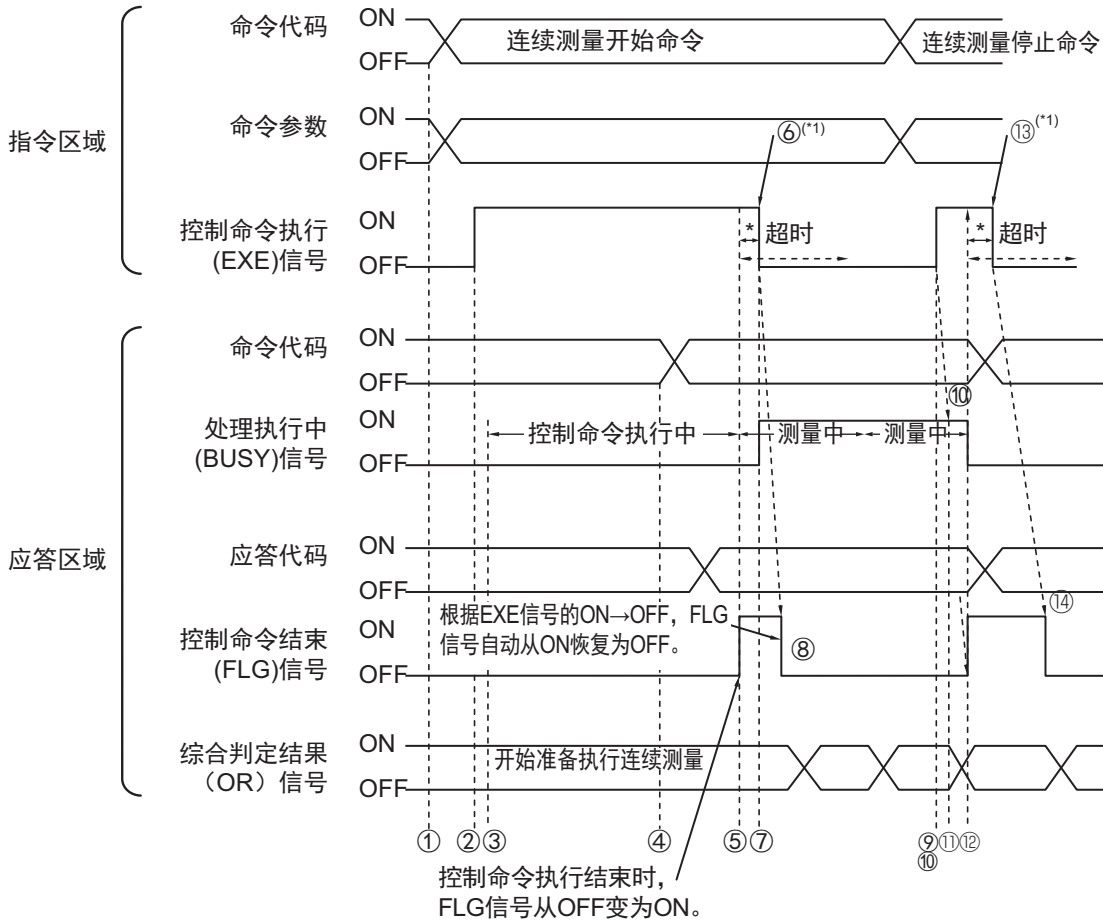 指令区域
命令代码
ON
OFF
连续测量开始命令
连续测量停止命令
命令参数
ON
OFF
⑥(*1)
⑬(*1)
控制命令执行
(EXE)信号
ON
OFF
* 超时
* 超时
应答区域
命令代码
ON
OFF
⑩
处理执行中
(BUSY)信号
ON
OFF
控制命令执行中
测量中
测量中
应答代码
ON
OFF
⑭
控制命令结束
(FLG)信号
ON
OFF
根据EXE信号的ON→OFF，FLG
信号自动从ON恢复为OFF。
⑧
综合判定结果
（OR）信号
ON
OFF
开始准备执行连续测量
① ② ③ ④ ⑤ ⑦ ⑨ ⑪ ⑫
⑩
控制命令执行结束时，
FLG信号从OFF变为ON。